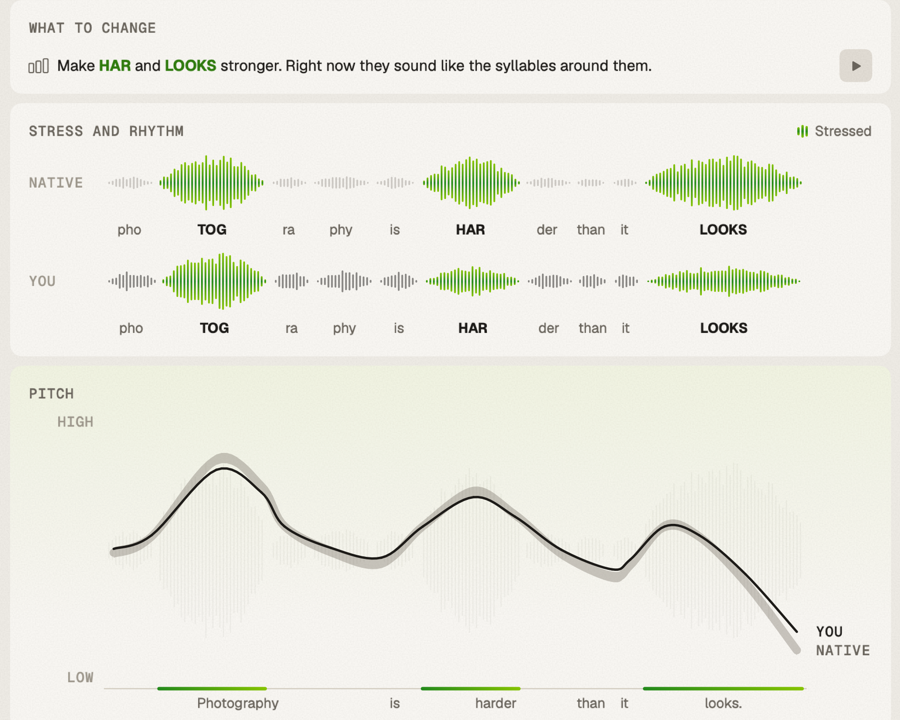 WHAT TO CHANGE
Make HAR and LOOKS stronger. Right now they sound like the syllables around them.
STRESS AND RHYTHM
Stressed
NATIVE
pho TOG ra phy is HAR der than it LOOKS
YOU
pho TOG ra phy is HAR der than it LOOKS
PITCH
HIGH
YOU
NATIVE
LOW
Photography is harder than it looks.